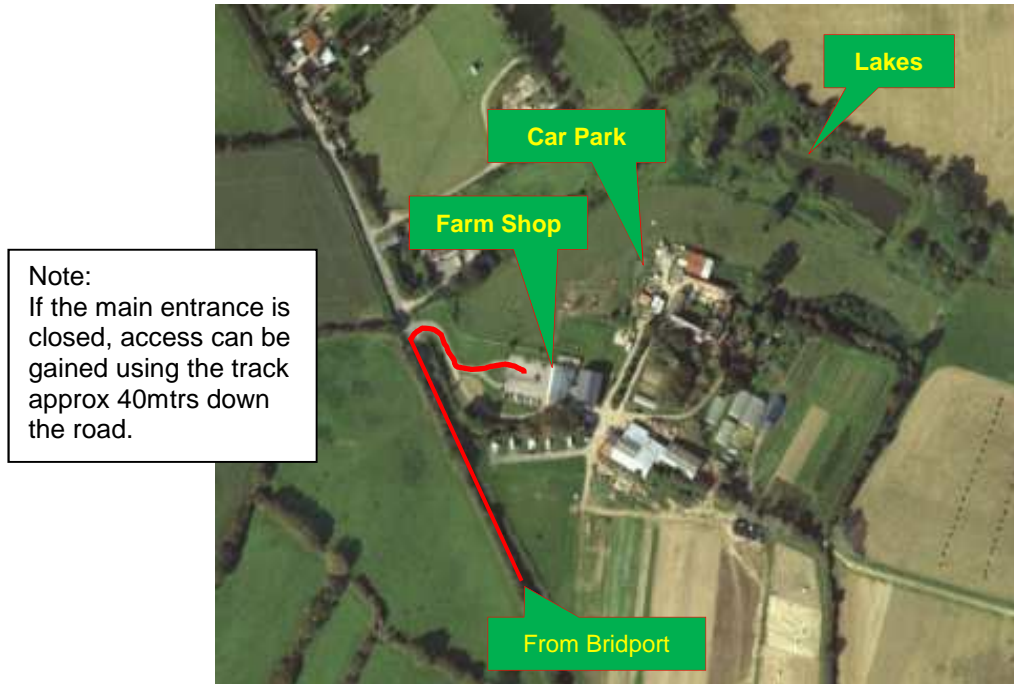 Lakes
Car Park
Farm Shop
Note:
If the main entrance is
closed, access can be
gained using the track
approx 40mtrs down
the road.
From Bridport